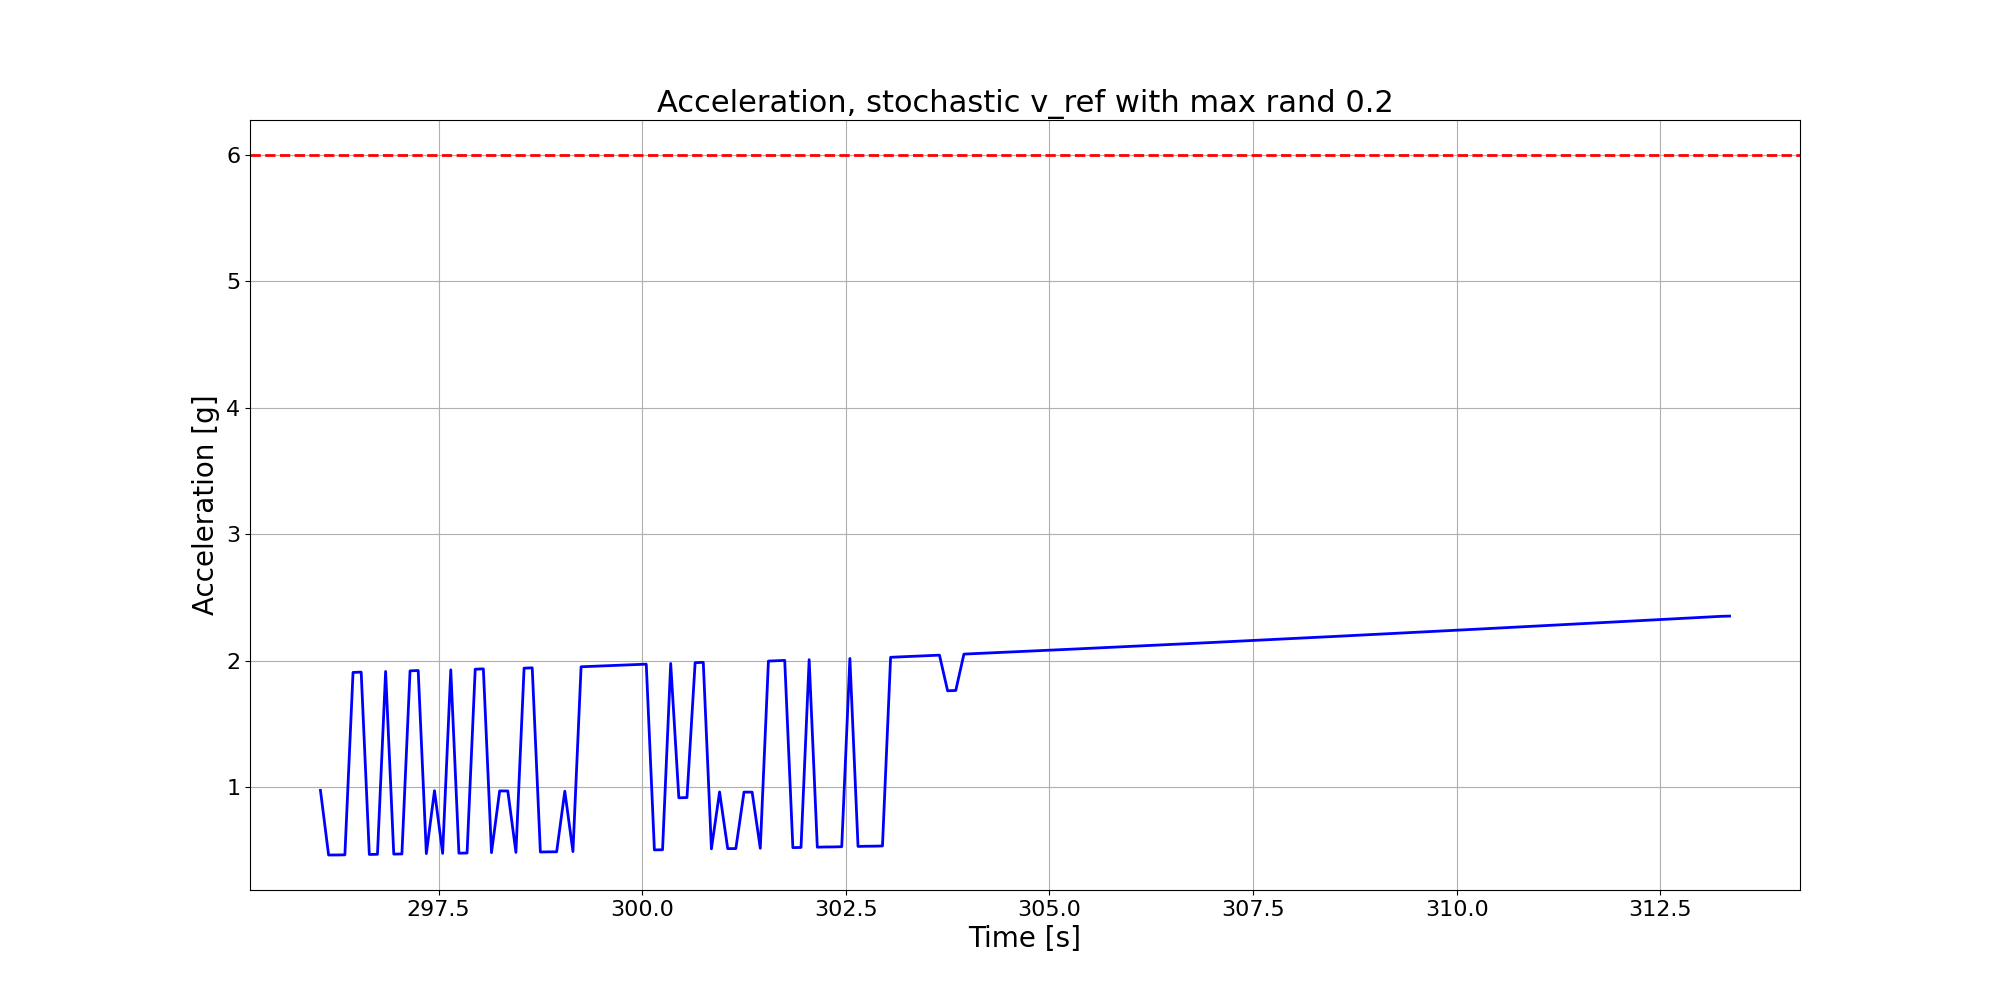 Acceleration, stochastic v_ref with max rand 0.2
6
5
4
3
2
1
Acceleration [g]
297.5 300.0 302.5 305.0 307.5 310.0 312.5
Time [s]